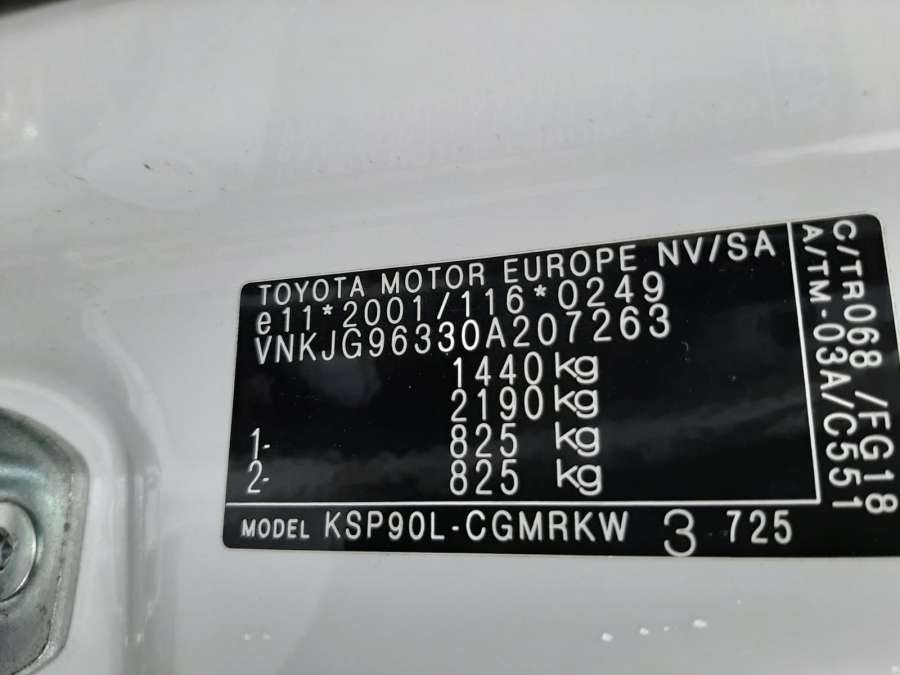 TOYOTA MOTOR EUROPE NV/SA
e11*2001/116*0249
VNKJG96330A207263
1440 kg
2190 kg
1- 825 kg
2- 825 kg
MODEL KSP90L-CGMRKW 3 725
C/TR068 /FG18
A/TM-03A/C551